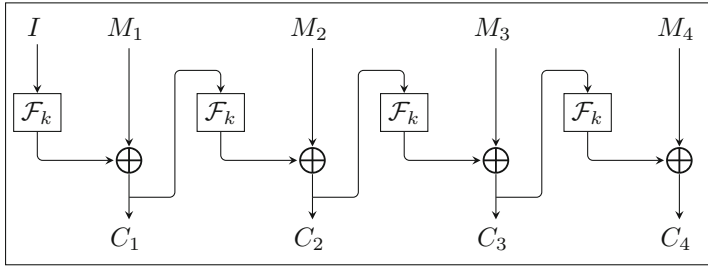 I M₁ M₂ M₃ M₄
𝓕ₖ 𝓕ₖ 𝓕ₖ 𝓕ₖ
C₁ C₂ C₃ C₄